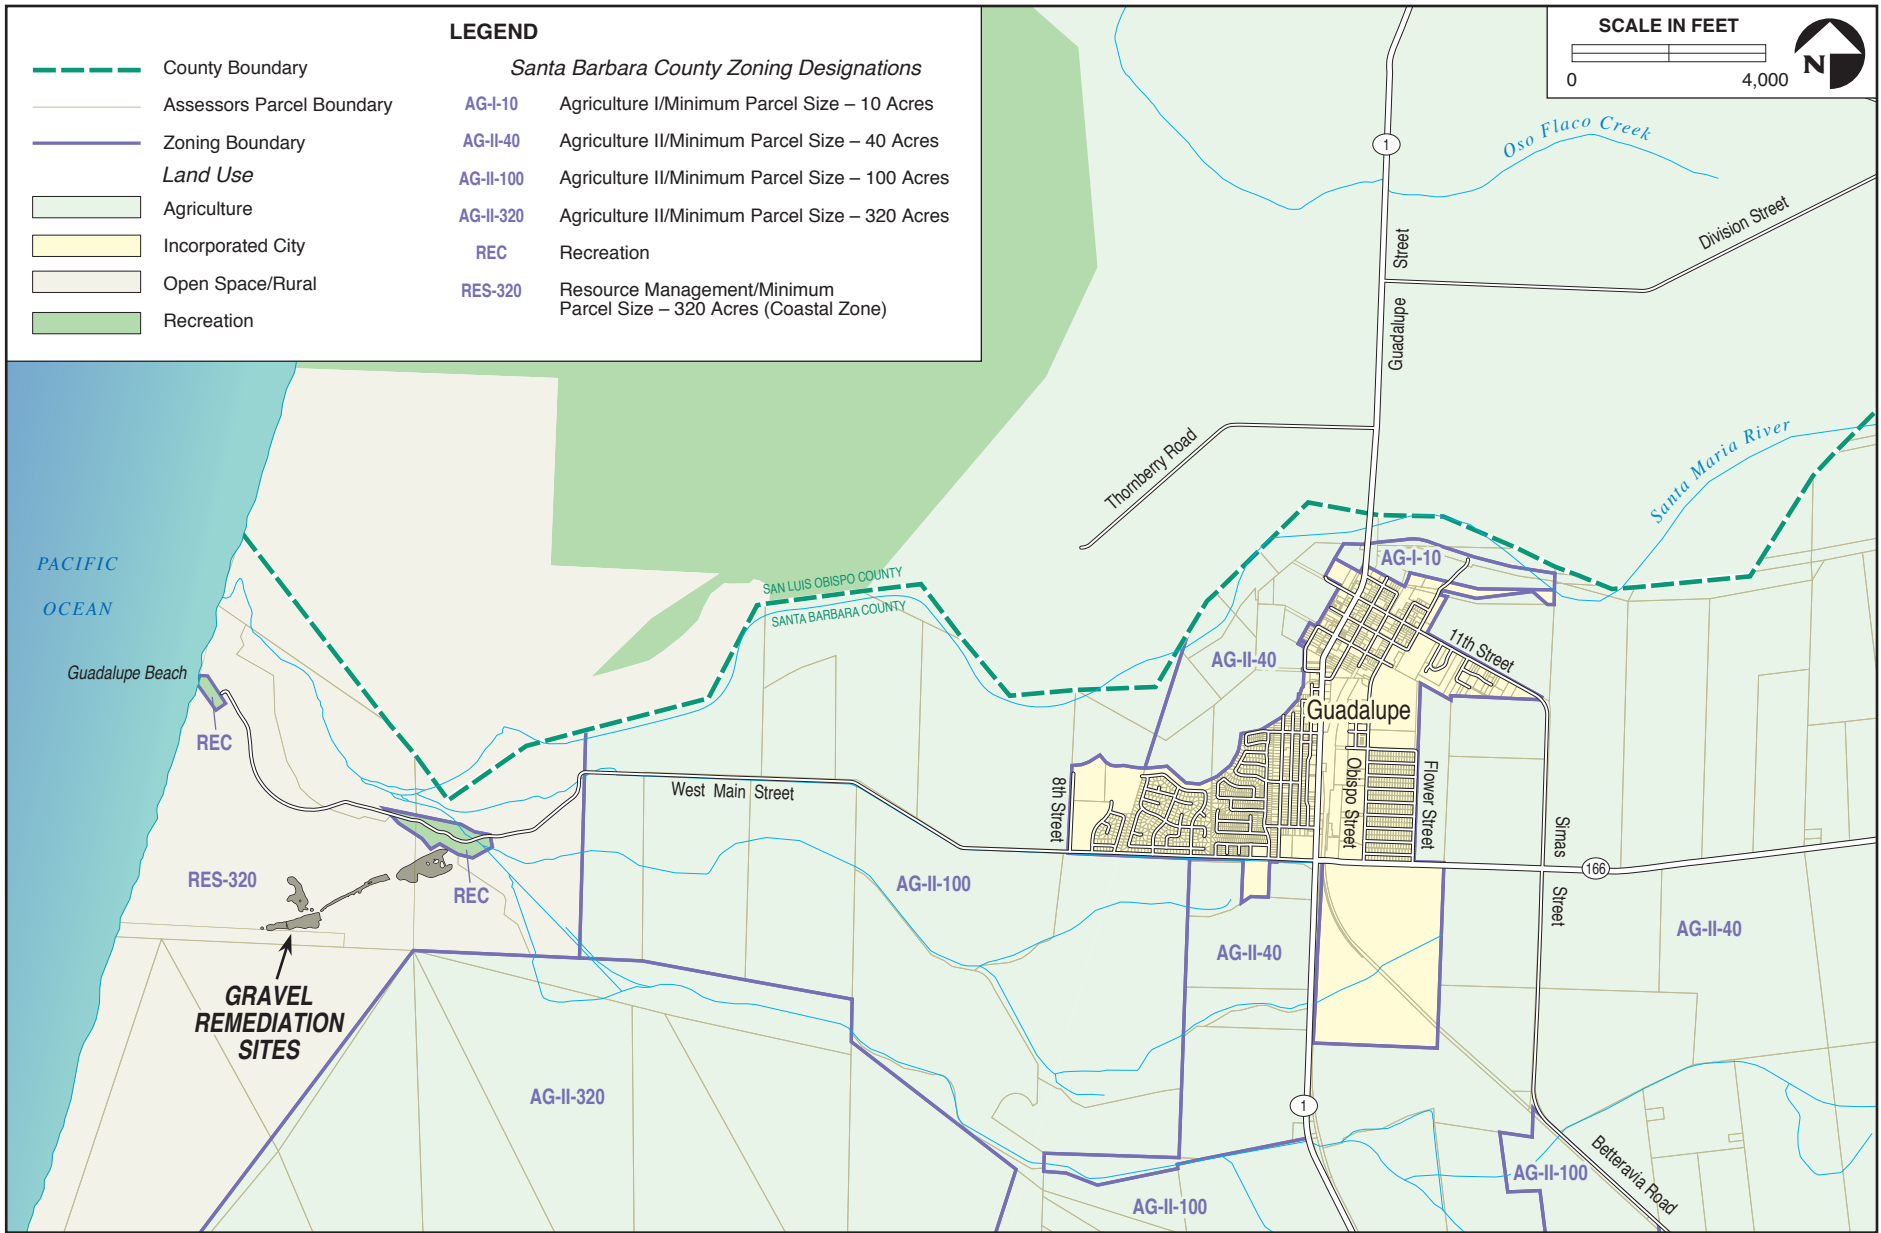 LEGEND
County Boundary
Assessors Parcel Boundary
Zoning Boundary
Land Use
Agriculture
Incorporated City
Open Space/Rural
Recreation
Santa Barbara County Zoning Designations
AG-I-10 Agriculture I/Minimum Parcel Size – 10 Acres
AG-II-40 Agriculture II/Minimum Parcel Size – 40 Acres
AG-II-100 Agriculture II/Minimum Parcel Size – 100 Acres
AG-II-320 Agriculture II/Minimum Parcel Size – 320 Acres
REC Recreation
RES-320 Resource Management/Minimum
Parcel Size – 320 Acres (Coastal Zone)
SCALE IN FEET
0 4,000
N
1
Oso Flaco Creek
Division Street
Street
Guadalupe
Thornberry Road
Santa Maria River
PACIFIC
OCEAN
SAN LUIS OBISPO COUNTY
SANTA BARBARA COUNTY
AG-I-10
AG-II-40
11th Street
Guadalupe Beach
REC
Guadalupe
West Main Street
8th Street
Obispo Street
Flower Street
Simas
Street
166
RES-320
REC
AG-II-100
AG-II-40
AG-II-40
GRAVEL
REMEDIATION
SITES
AG-II-320
1
Betteravia Road
AG-II-100
AG-II-100